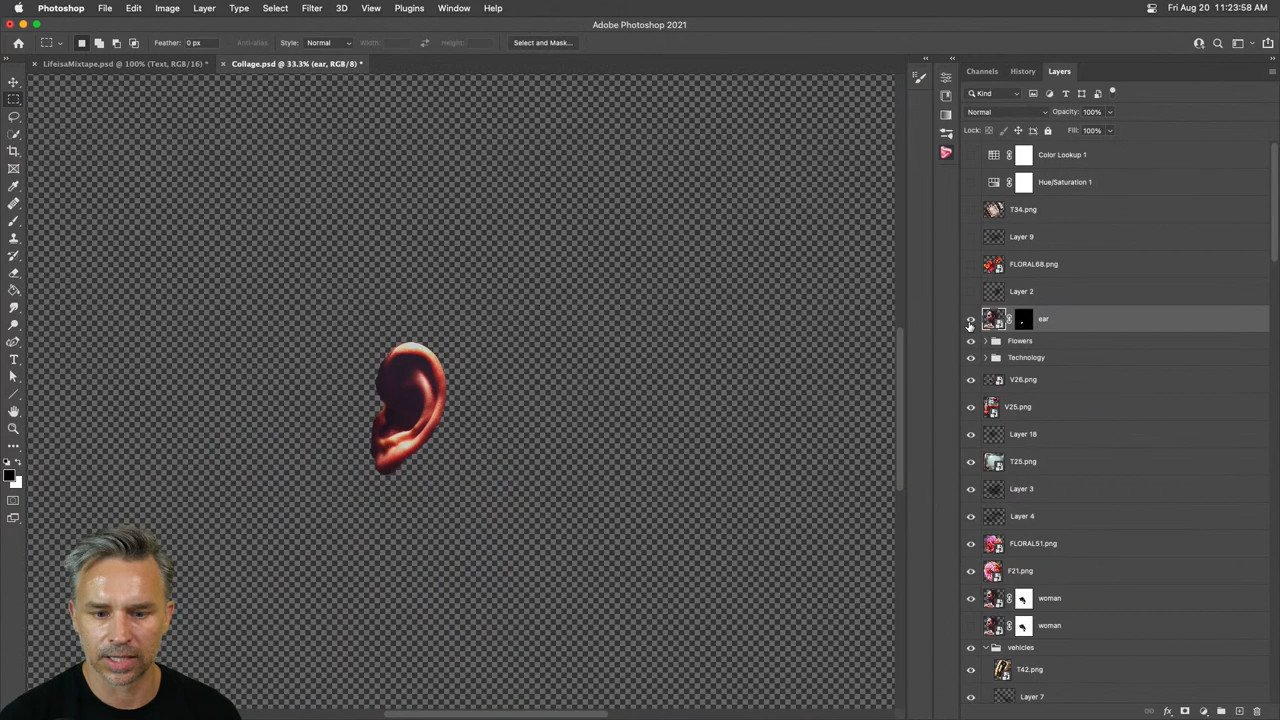 Photoshop File Edit Image Layer Type Select Filter 3D View Plugins Window Help Fri Aug 20 11:23:58 AM
Adobe Photoshop 2021
Feather: 0 px Anti-alias Style: Normal Width: Height: Select and Mask...
LifeisaMixtape.psd @ 100% (Text, RGB/16) * Collage.psd @ 33.3% (ear, RGB/8) *
Channels History Layers
Kind
Normal Opacity: 100%
Lock: Fill: 100%
Color Lookup 1
Hue/Saturation 1
T34.png
Layer 9
FLORAL68.png
Layer 2
ear
Flowers
Technology
V26.png
V25.png
Layer 18
T25.png
Layer 3
Layer 4
FLORAL51.png
F21.png
woman
woman
vehicles
T42.png
Layer 7